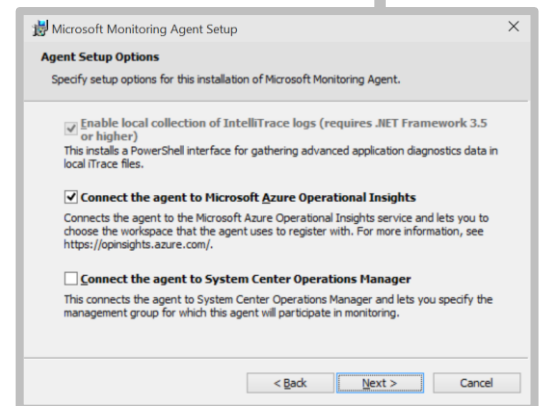 Microsoft Monitoring Agent Setup
Agent Setup Options
Specify setup options for this installation of Microsoft Monitoring Agent.
Enable local collection of IntelliTrace logs (requires .NET Framework 3.5
or higher)
This installs a PowerShell interface for gathering advanced application diagnostics data in
local iTrace files.
Connect the agent to Microsoft Azure Operational Insights
Connects the agent to the Microsoft Azure Operational Insights service and lets you to
choose the workspace that the agent uses to register with. For more information, see
https://opinsights.azure.com/.
Connect the agent to System Center Operations Manager
This connects the agent to System Center Operations Manager and lets you specify the
management group for which this agent will participate in monitoring.
< Back Next > Cancel